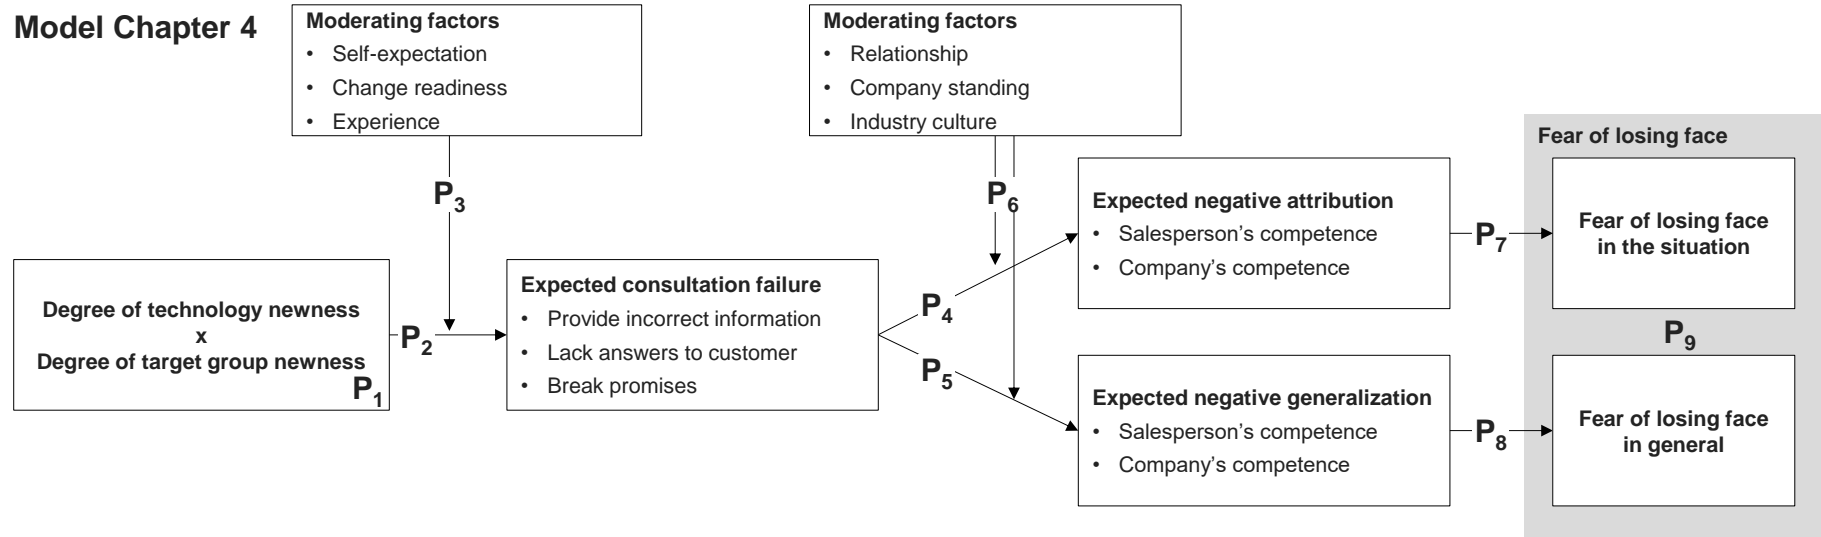 Model Chapter 4
Moderating factors
• Self-expectation
• Change readiness
• Experience
Moderating factors
• Relationship
• Company standing
• Industry culture
P3
P6
Degree of technology newness
x
Degree of target group newness
P1
P2
Expected consultation failure
• Provide incorrect information
• Lack answers to customer
• Break promises
P4
P5
Expected negative attribution
• Salesperson’s competence
• Company’s competence
Expected negative generalization
• Salesperson’s competence
• Company’s competence
P7
P8
Fear of losing face
Fear of losing face
in the situation
P9
Fear of losing face
in general